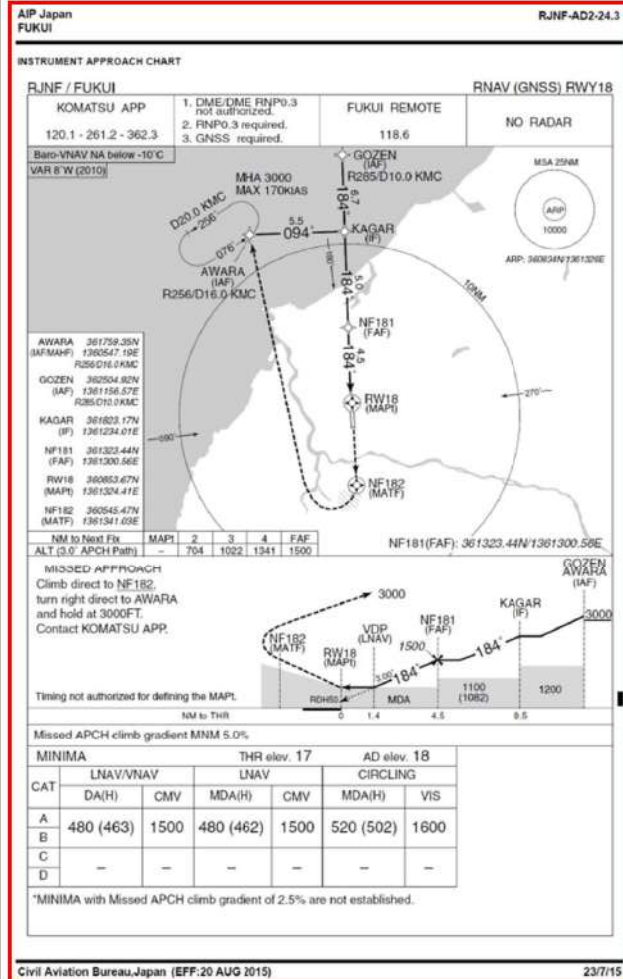 AIP Japan
FUKUI
RJNF-AD2-24.3
INSTRUMENT APPROACH CHART
RJNF / FUKUI
RNAV (GNSS) RWY18
KOMATSU APP
120.1 - 261.2 - 362.3
1. DME/DME RNP0.3
not authorized.
2. RNP0.3 required.
3. GNSS required.
FUKUI REMOTE
118.6
NO RADAR
Baro-VNAV NA below -10°C
VAR 8°W (2010)
MHA 3000
MAX 170KIAS
GOZEN
(IAF)
R285/D10.0 KMC
MSA 25NM
ARP
10000
ARP: 360834N/1361326E
D20.0 KMC
256°
076°
5.5
094°
6.7
184°
KAGAR
(IF)
AWARA
(IAF)
R256/D16.0 KMC
180°
5.0
184°
10NM
NF181
(FAF)
4.5
184°
RW18
(MAPt)
270°
090°
NF182
(MATF)
AWARA 361759.35N
(IAF/MAHF) 1360547.19E
R256/D16.0 KMC
GOZEN 362504.92N
(IAF) 1361156.57E
R285/D10.0 KMC
KAGAR 361823.17N
(IF) 1361234.01E
NF181 361323.44N
(FAF) 1361300.56E
RW18 360853.67N
(MAPt) 1361324.41E
NF182 360545.47N
(MATF) 1361341.03E
NM to Next Fix MAPt 2 3 4 FAF
ALT (3.0° APCH Path) – 704 1022 1341 1500
NF181(FAF): 361323.44N/1361300.56E
MISSED APPROACH
Climb direct to NF182,
turn right direct to AWARA
and hold at 3000FT.
Contact KOMATSU APP.
Timing not authorized for defining the MAPt.
3000
NF182
(MATF)
RW18
(MAPt)
VDP
(LNAV)
NF181
(FAF)
1500
KAGAR
(IF)
GOZEN
AWARA
(IAF)
3000
184°
184°
3.00°
RDH50
MDA
1100
(1082)
1200
NM to THR 0 1.4 4.5 9.5
Missed APCH climb gradient MNM 5.0%
MINIMA THR elev. 17 AD elev. 18
CAT LNAV/VNAV LNAV CIRCLING
DA(H) CMV MDA(H) CMV MDA(H) VIS
A
B
480 (463) 1500 480 (462) 1500 520 (502) 1600
C
D
– – – – – –
*MINIMA with Missed APCH climb gradient of 2.5% are not established.
Civil Aviation Bureau,Japan (EFF:20 AUG 2015)
23/7/15